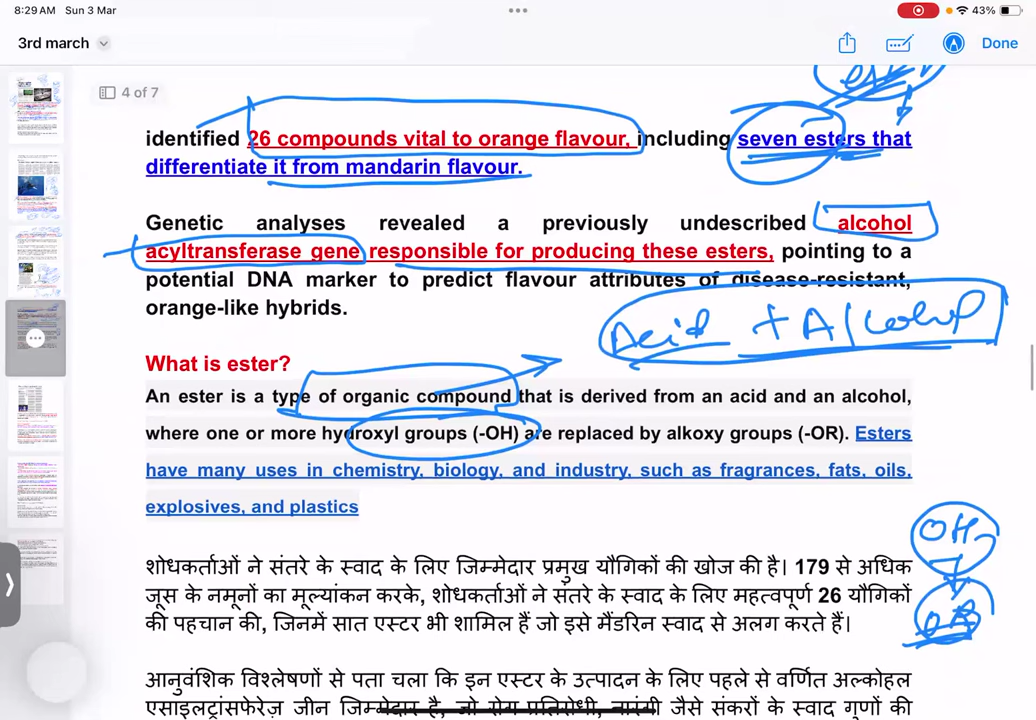 8:29 AM Sun 3 Mar
43%
3rd march
Done
4 of 7
ester
identified 26 compounds vital to orange flavour, including seven esters that
differentiate it from mandarin flavour.
Genetic analyses revealed a previously undescribed alcohol
acyltransferase gene responsible for producing these esters, pointing to a
potential DNA marker to predict flavour attributes of disease-resistant,
orange-like hybrids.
Acid + Alcohol
What is ester?
An ester is a type of organic compound that is derived from an acid and an alcohol,
where one or more hydroxyl groups (-OH) are replaced by alkoxy groups (-OR). Esters
have many uses in chemistry, biology, and industry, such as fragrances, fats, oils,
explosives, and plastics
OH
OR
शोधकर्ताओं ने संतरे के स्वाद के लिए जिम्मेदार प्रमुख यौगिकों की खोज की है। 179 से अधिक
जूस के नमूनों का मूल्यांकन करके, शोधकर्ताओं ने संतरे के स्वाद के लिए महत्वपूर्ण 26 यौगिकों
की पहचान की, जिनमें सात एस्टर भी शामिल हैं जो इसे मैंडरिन स्वाद से अलग करते हैं।
आनुवंशिक विश्लेषणों से पता चला कि इन एस्टर के उत्पादन के लिए पहले से वर्णित अल्कोहल
एसाइलट्रांसफेरेज़ जीन जिम्मेदार है, जो रोग प्रतिरोधी, नारंगी जैसे संकरों के स्वाद गुणों की